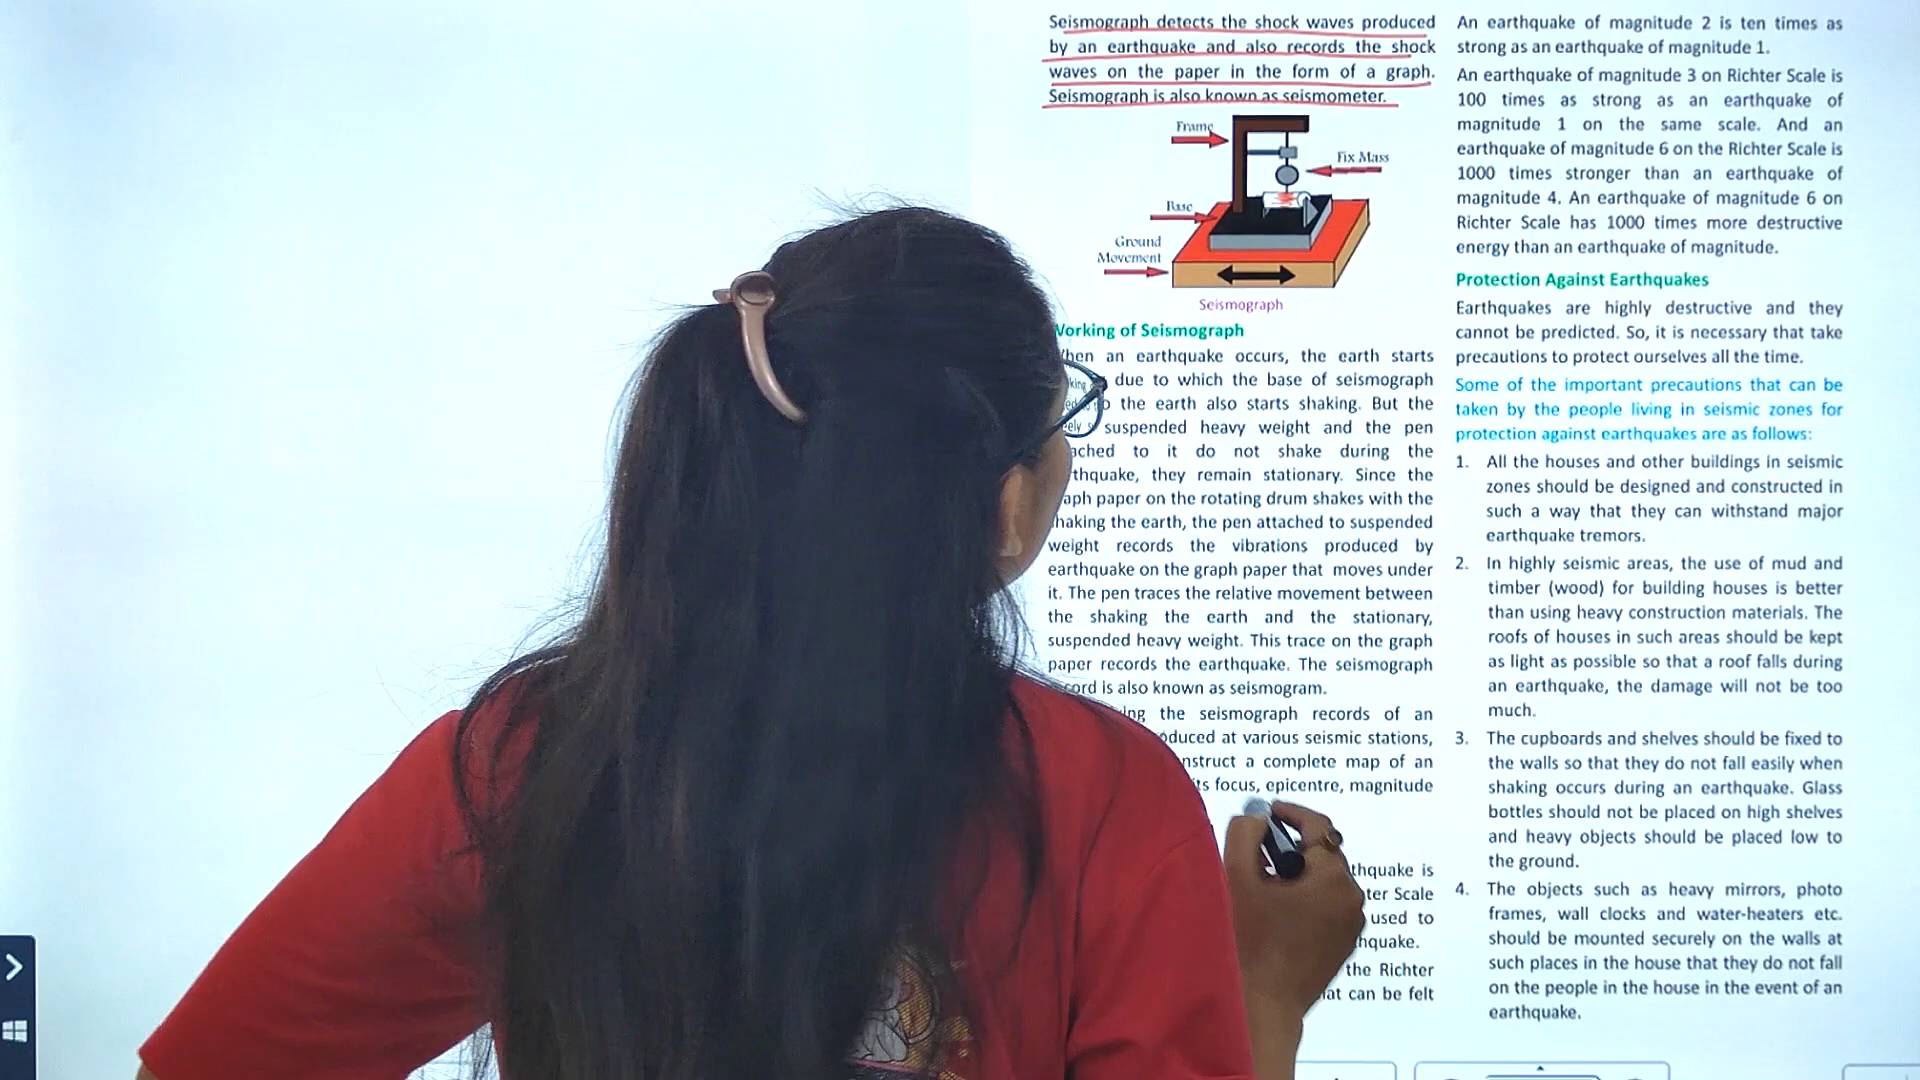 Seismograph detects the shock waves produced
by an earthquake and also records the shock
waves on the paper in the form of a graph.
Seismograph is also known as seismometer.
Frame
Fix Mass
Base
Ground
Movement
Seismograph
Working of Seismograph
When an earthquake occurs, the earth starts
due to which the base of seismograph
the earth also starts shaking. But the
suspended heavy weight and the pen
to it do not shake during the
they remain stationary. Since the
paper on the rotating drum shakes with the
shaking the earth, the pen attached to suspended
weight records the vibrations produced by
earthquake on the graph paper that moves under
it. The pen traces the relative movement between
the shaking the earth and the stationary,
suspended heavy weight. This trace on the graph
paper records the earthquake. The seismograph
is also known as seismogram.
the seismograph records of an
at various seismic stations,
a complete map of an
focus, epicentre, magnitude
is
Scale
used to
the Richter
can be felt
An earthquake of magnitude 2 is ten times as
strong as an earthquake of magnitude 1.
An earthquake of magnitude 3 on Richter Scale is
100 times as strong as an earthquake of
magnitude 1 on the same scale. And an
earthquake of magnitude 6 on the Richter Scale is
1000 times stronger than an earthquake of
magnitude 4. An earthquake of magnitude 6 on
Richter Scale has 1000 times more destructive
energy than an earthquake of magnitude.
Protection Against Earthquakes
Earthquakes are highly destructive and they
cannot be predicted. So, it is necessary that take
precautions to protect ourselves all the time.
Some of the important precautions that can be
taken by the people living in seismic zones for
protection against earthquakes are as follows:
1. All the houses and other buildings in seismic
zones should be designed and constructed in
such a way that they can withstand major
earthquake tremors.
2. In highly seismic areas, the use of mud and
timber (wood) for building houses is better
than using heavy construction materials. The
roofs of houses in such areas should be kept
as light as possible so that a roof falls during
an earthquake, the damage will not be too
much.
3. The cupboards and shelves should be fixed to
the walls so that they do not fall easily when
shaking occurs during an earthquake. Glass
bottles should not be placed on high shelves
and heavy objects should be placed low to
the ground.
4. The objects such as heavy mirrors, photo
frames, wall clocks and water-heaters etc.
should be mounted securely on the walls at
such places in the house that they do not fall
on the people in the house in the event of an
earthquake.